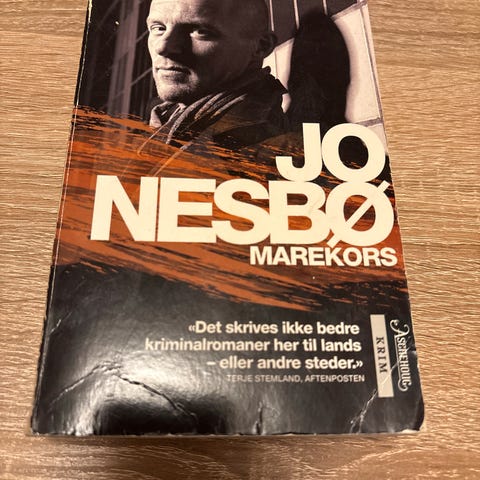 JO
NESBØ
MAREKORS
«Det skrives ikke bedre
kriminalromaner her til lands
– eller andre steder.»
TERJE STEMLAND, AFTENPOSTEN
KRIM
ASCHEHOUG